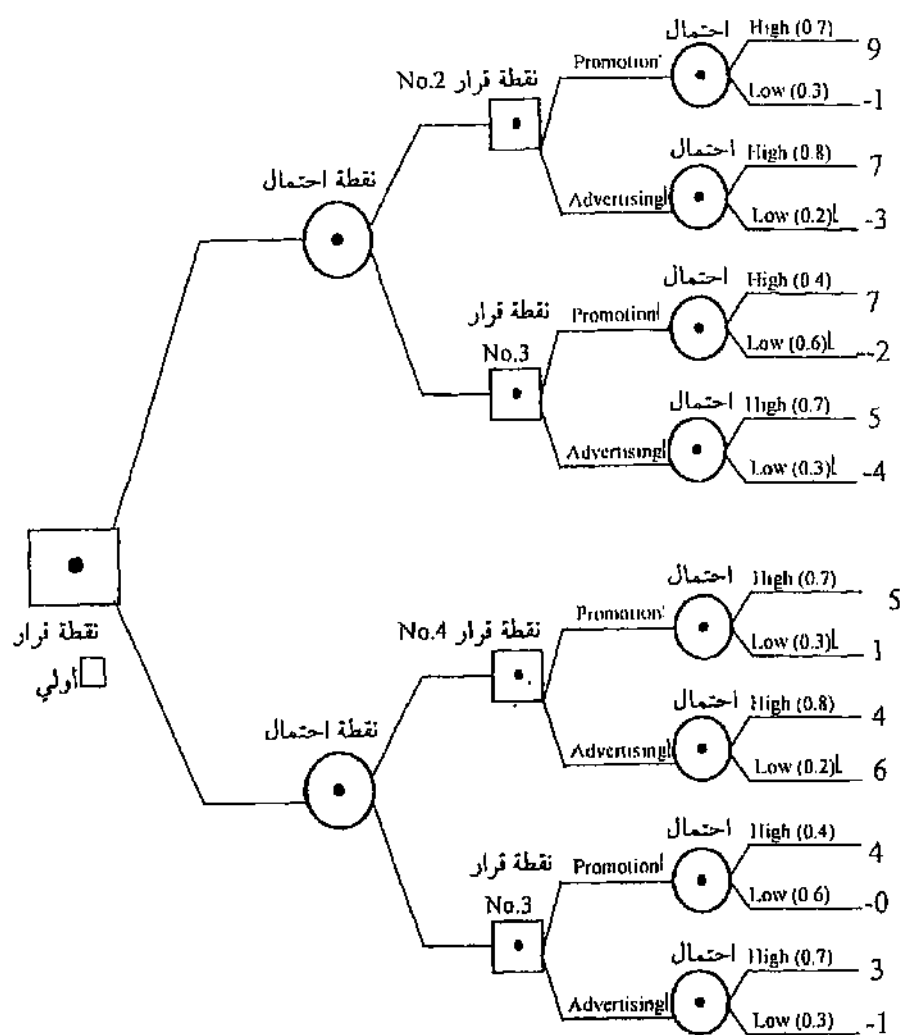 احتمال
High (0.7) 9
Promotion
Low (0.3) -1
نقطة قرار No.2
احتمال
High (0.8) 7
Advertising
Low (0.2) -3
نقطة احتمال
احتمال
High (0.4) 7
Promotion
Low (0.6) -2
نقطة قرار
No.3
احتمال
High (0.7) 5
Advertising
Low (0.3) -4
نقطة قرار
أولي
احتمال
High (0.7) 5
Promotion
Low (0.3) 1
نقطة قرار No.4
احتمال
High (0.8) 4
Advertising
Low (0.2) 6
نقطة احتمال
احتمال
High (0.4) 4
Promotion
Low (0 6) -0
نقطة قرار
No.3
احتمال
High (0.7) 3
Advertising
Low (0.3) -1